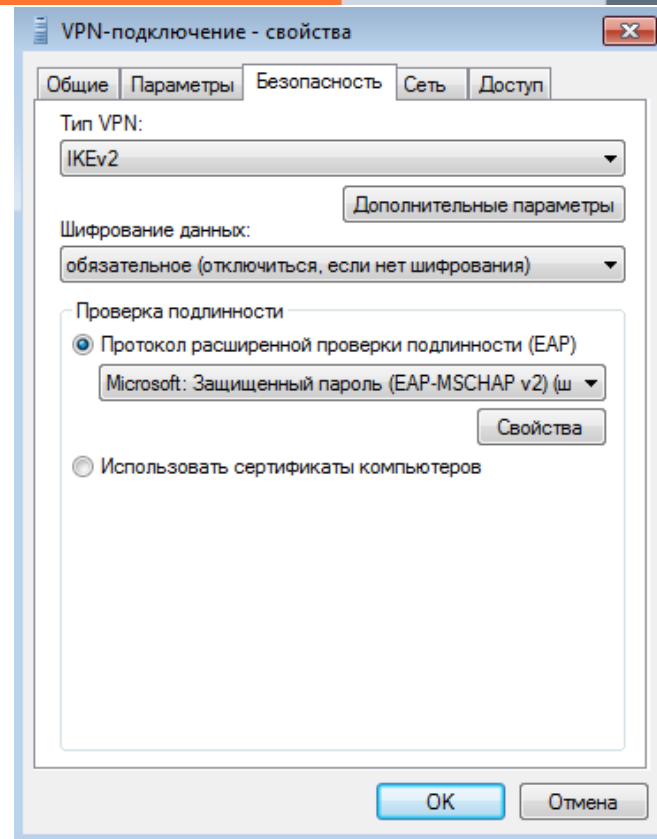 VPN-подключение - свойства
Общие Параметры Безопасность Сеть Доступ
Тип VPN:
IKEv2
Дополнительные параметры
Шифрование данных:
обязательное (отключиться, если нет шифрования)
Проверка подлинности
Протокол расширенной проверки подлинности (EAP)
Microsoft: Защищенный пароль (EAP-MSCHAP v2) (ш
Свойства
Использовать сертификаты компьютеров
OK Отмена